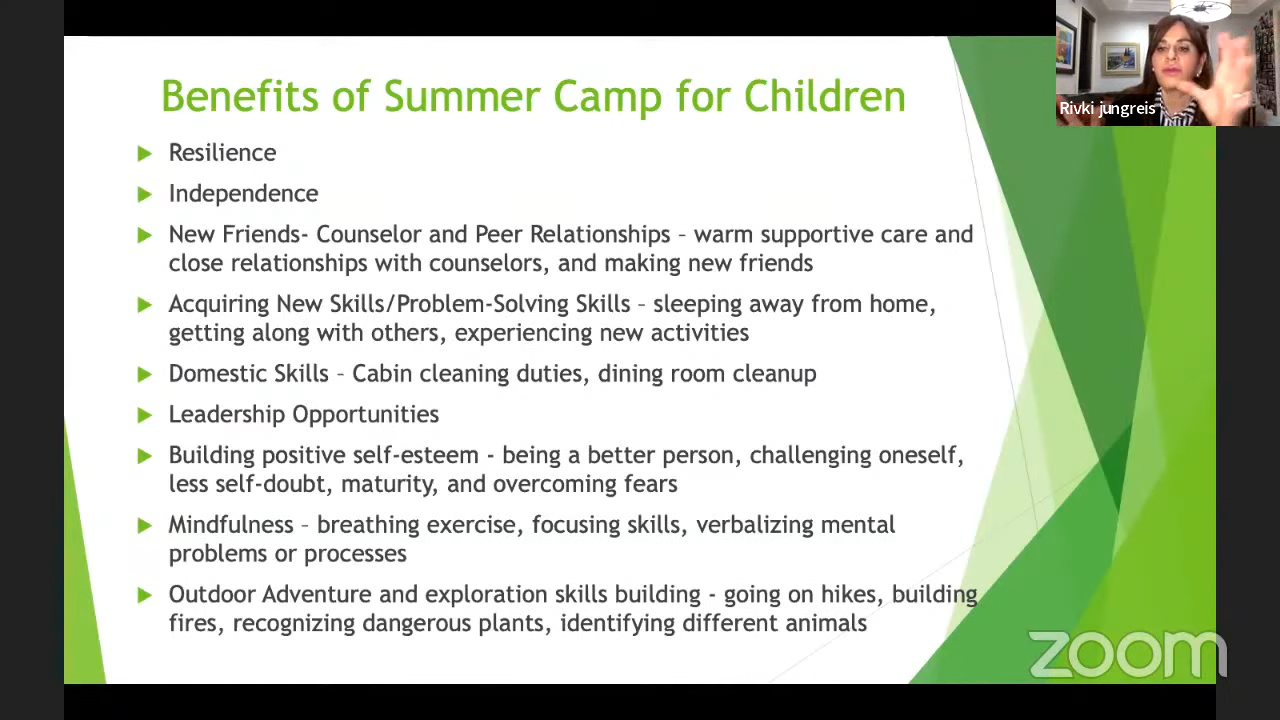 Benefits of Summer Camp for Children
Rivki jungreis
Resilience
Independence
New Friends- Counselor and Peer Relationships – warm supportive care and
close relationships with counselors, and making new friends
Acquiring New Skills/Problem-Solving Skills – sleeping away from home,
getting along with others, experiencing new activities
Domestic Skills – Cabin cleaning duties, dining room cleanup
Leadership Opportunities
Building positive self-esteem - being a better person, challenging oneself,
less self-doubt, maturity, and overcoming fears
Mindfulness – breathing exercise, focusing skills, verbalizing mental
problems or processes
Outdoor Adventure and exploration skills building - going on hikes, building
fires, recognizing dangerous plants, identifying different animals
zoom